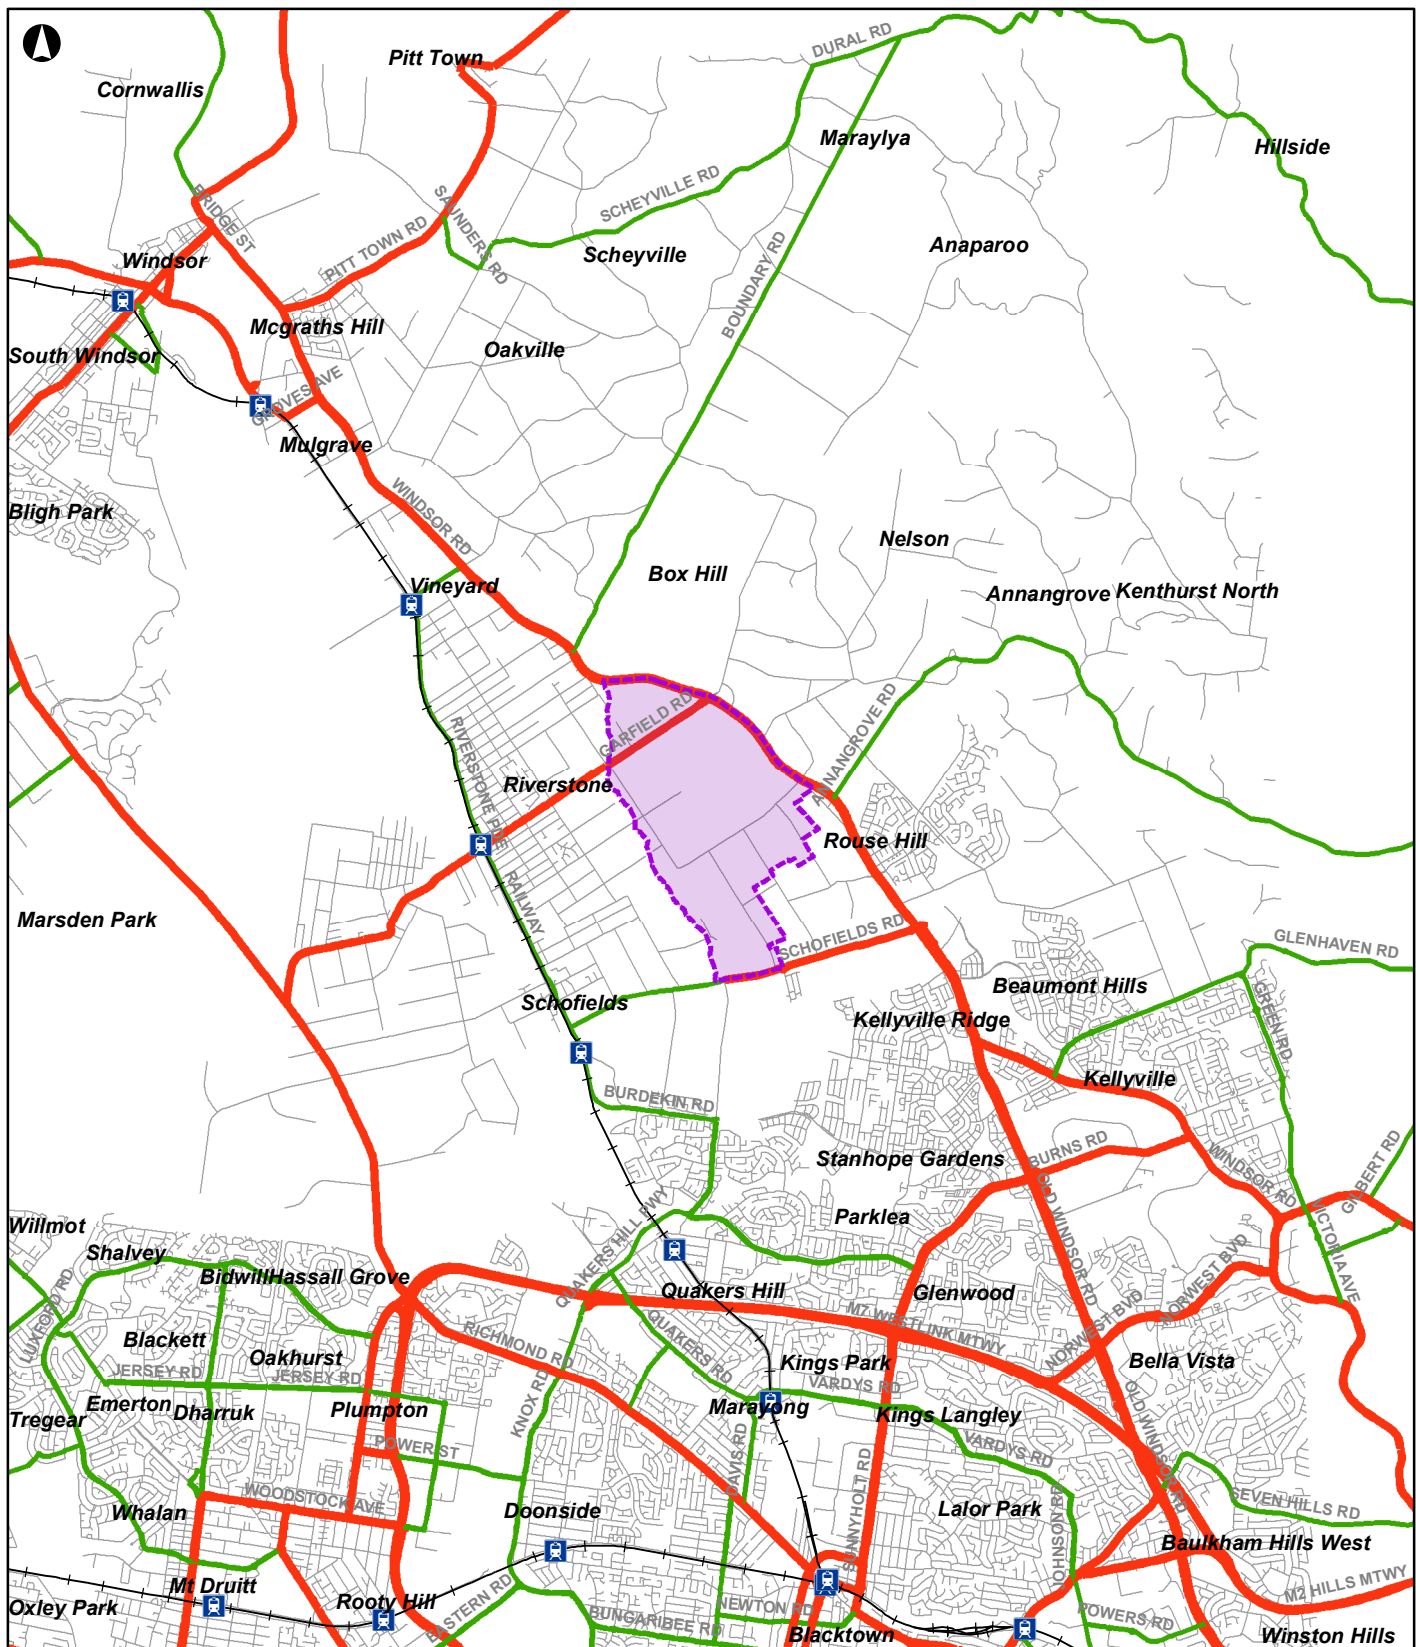 Pitt Town
DURAL RD
Cornwallis
Maraylya
Hillside
SCHEYVILLE RD
BRIDGE ST
SAUNDERS RD
PITT TOWN RD
Windsor
Scheyville
Anaparoo
BOUNDARY RD
Mcgraths Hill
South Windsor
Oakville
GROVES AVE
Mulgrave
WINDSOR RD
Bligh Park
Nelson
Box Hill
Vineyard
Annangrove
Kenthurst North
GARFIELD RD
ANNANGROVE RD
RIVERSTONE PDE
Riverstone
Rouse Hill
RAILWAY
Marsden Park
SCHOFIELDS RD
GLENHAVEN RD
Beaumont Hills
Schofields
Kellyville Ridge
GREEN RD
Kellyville
BURDEKIN RD
Stanhope Gardens
BURNS RD
WINDSOR RD
GILBERT RD
OLD WINDSOR RD
VICTORIA AVE
Willmot
Parklea
Shalvey
QUAKERS HILL PWY
Bidwill
Hassall Grove
Quakers Hill
Glenwood
NORWEST BVD
LUXFORD RD
M7 WESTLINK MTWY
NORWEST BVD
Blackett
Oakhurst
RICHMOND RD
QUAKERS RD
Kings Park
Bella Vista
JERSEY RD
JERSEY RD
VARDYS RD
Emerton
Dharruk
Plumpton
KNOX RD
Marayong
Kings Langley
OLD WINDSOR RD
Tregear
POWER ST
DAVIS RD
VARDYS RD
WOODSTOCK AVE
SUNNYHOLT RD
SEVEN HILLS RD
Whalan
Doonside
Lalor Park
JOHNSON RD
Baulkham Hills West
Mt Druitt
Rooty Hill
M2 HILLS MTWY
Oxley Park
EASTERN RD
BUNGARIBEE RD
NEWTON RD
POWERS RD
Blacktown
Winston Hills